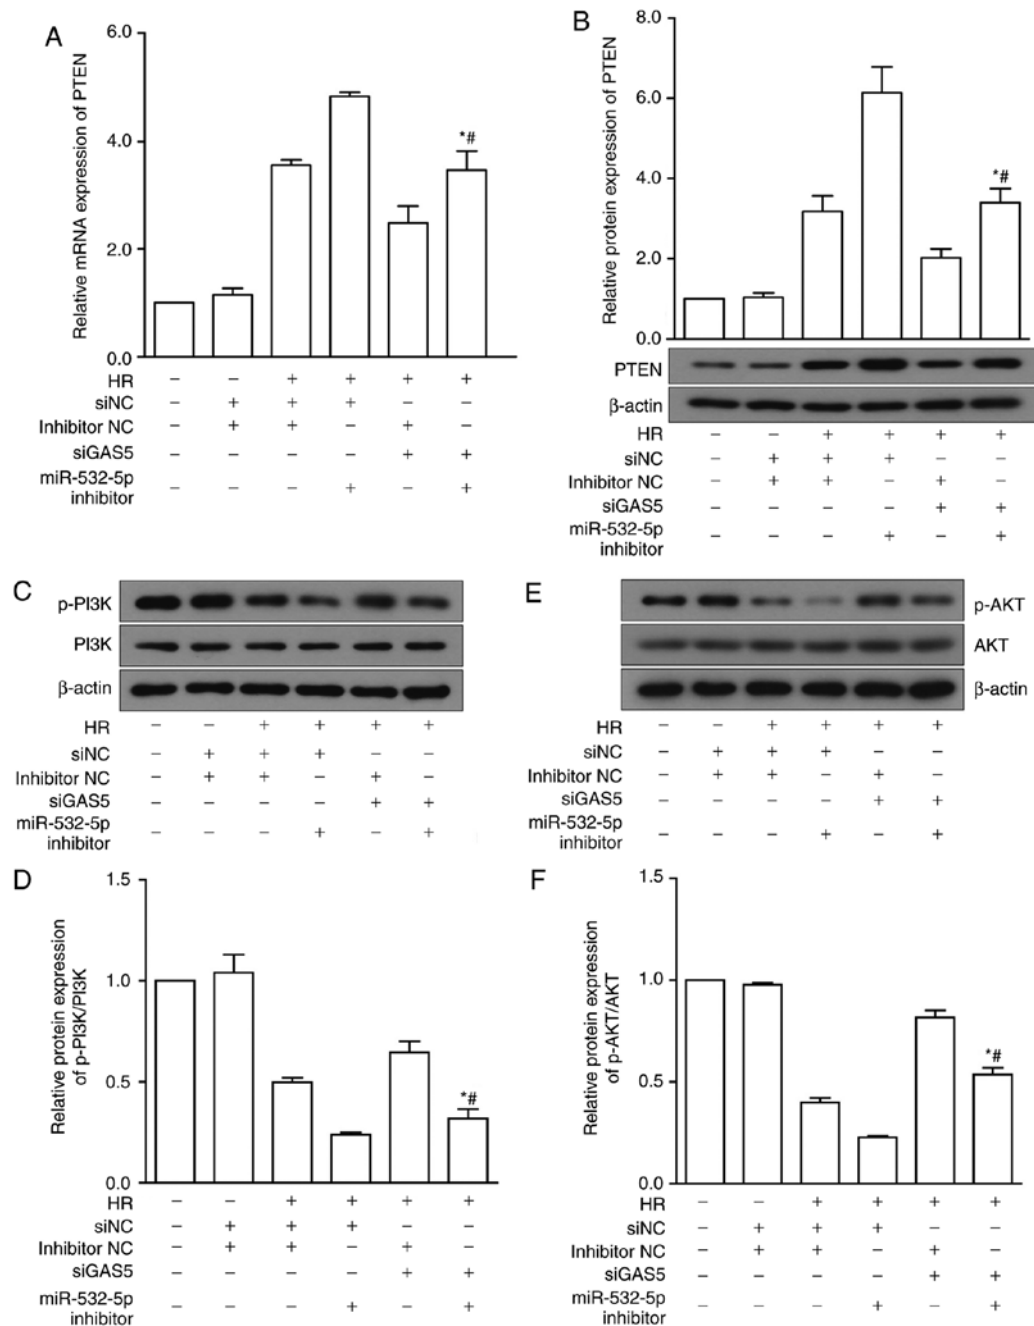 A
Relative mRNA expression of PTEN
6.0
4.0
2.0
0.0
*#
HR – – + + + +
siNC – + + + – –
Inhibitor NC – + + – + –
siGAS5 – – – – + +
miR-532-5p
inhibitor – – – + – +
B
Relative protein expression of PTEN
8.0
6.0
4.0
2.0
0.0
*#
PTEN
β-actin
HR – – + + + +
siNC – + + + – –
Inhibitor NC – + + – + –
siGAS5 – – – – + +
miR-532-5p
inhibitor – – – + – +
C
p-PI3K
PI3K
β-actin
HR – – + + + +
siNC – + + + – –
Inhibitor NC – + + – + –
siGAS5 – – – – + +
miR-532-5p
inhibitor – – – + – +
E
p-AKT
AKT
β-actin
HR – – + + + +
siNC – + + + – –
Inhibitor NC – + + – + –
siGAS5 – – – – + +
miR-532-5p
inhibitor – – – + – +
D
Relative protein expression
of p-PI3K/PI3K
1.5
1.0
0.5
0.0
*#
HR – – + + + +
siNC – + + + – –
Inhibitor NC – + + – + –
siGAS5 – – – – + +
miR-532-5p
inhibitor – – – + – +
F
Relative protein expression
of p-AKT/AKT
1.5
1.0
0.5
0.0
*#
HR – – + + + +
siNC – + + + – –
Inhibitor NC – + + – + –
siGAS5 – – – – + +
miR-532-5p
inhibitor – – – + – +